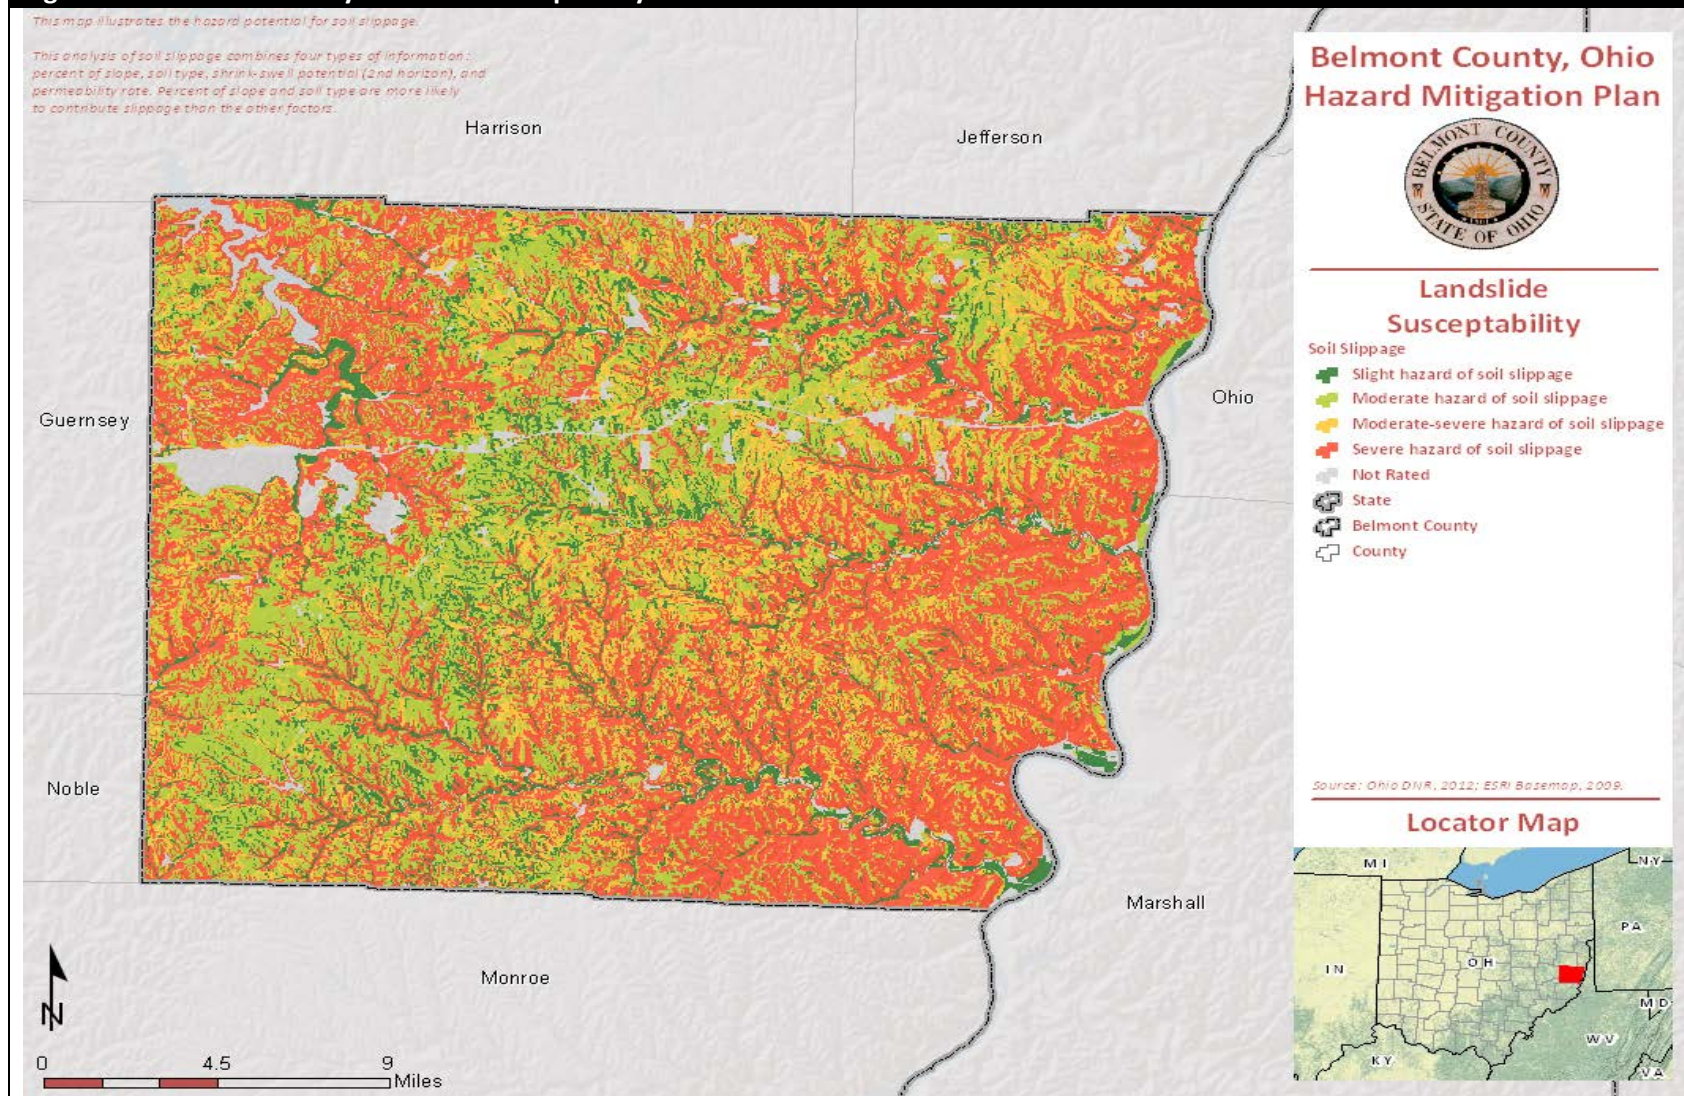 This map illustrates the hazard potential for soil slippage.
This analysis of soil slippage combines four types of information:
percent of slope, soil type, shrink-swell potential (2nd horizon), and
permeability rate. Percent of slope and soil type are more likely
to contribute slippage than the other factors.
Harrison
Jefferson
Guernsey
Ohio
Noble
Marshall
Monroe
N
0 4.5 9
Miles
Belmont County, Ohio
Hazard Mitigation Plan
BELMONT COUNTY
STATE OF OHIO
Landslide
Susceptability
Soil Slippage
Slight hazard of soil slippage
Moderate hazard of soil slippage
Moderate-severe hazard of soil slippage
Severe hazard of soil slippage
Not Rated
State
Belmont County
County
Source: Ohio DNR, 2012; ESRI Basemap, 2009.
Locator Map
MI
NY
PA
IN
OH
MD
WV
KY
VA